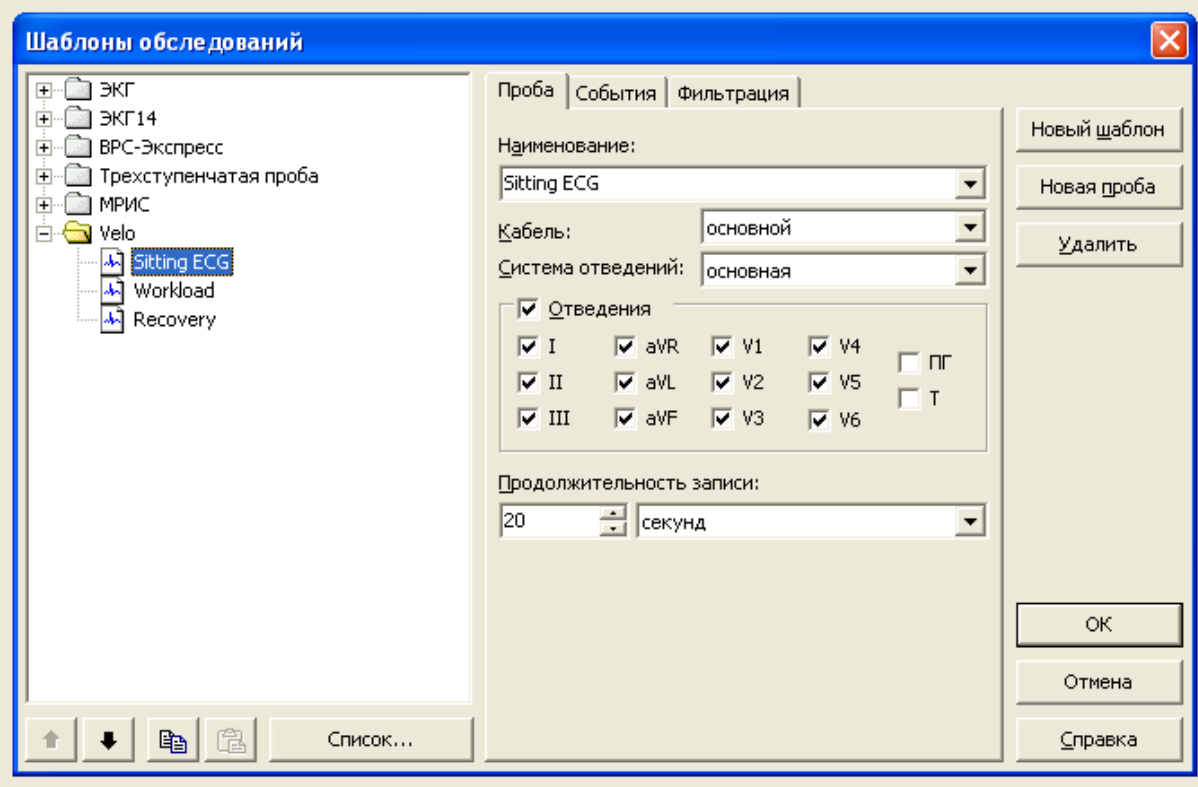 Шаблоны обследований
ЭКГ
ЭКГ14
ВРС-Экспресс
Трехступенчатая проба
МРИС
Velo
Sitting ECG
Workload
Recovery
Список...
Проба События Фильтрация
Наименование:
Sitting ECG
Кабель: основной
Система отведений: основная
Отведения
I aVR V1 V4 ПГ
II aVL V2 V5 Т
III aVF V3 V6
Продолжительность записи:
20 секунд
Новый шаблон
Новая проба
Удалить
ОК
Отмена
Справка